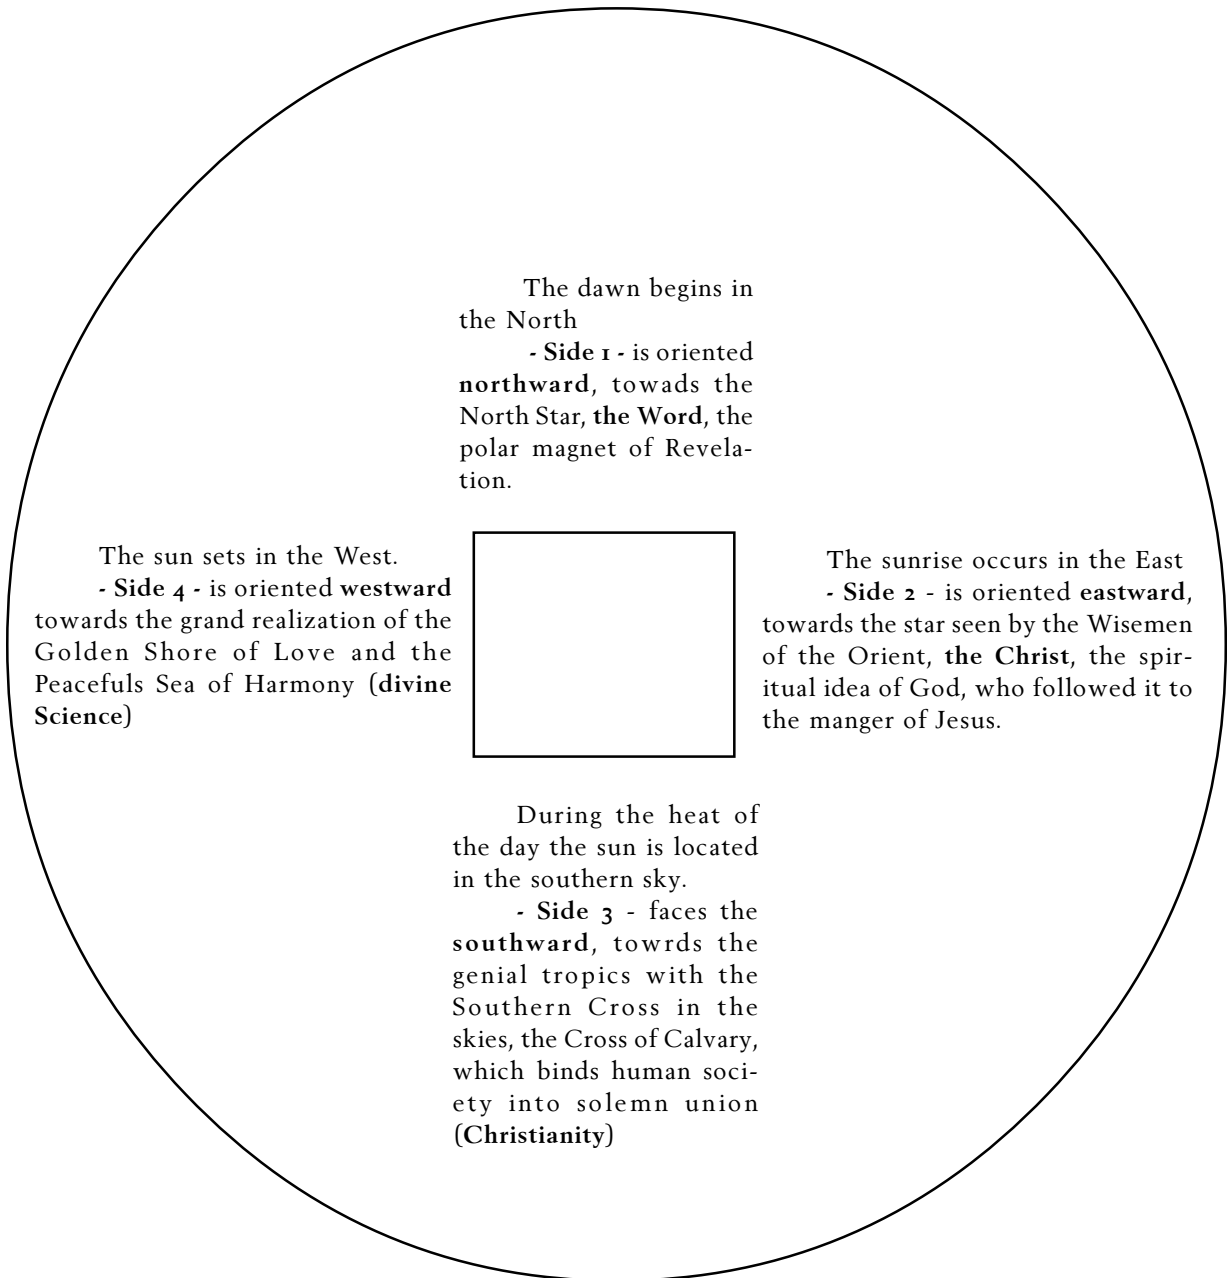 The dawn begins in
the North
- Side 1 - is oriented
northward, towads the
North Star, the Word, the
polar magnet of Revela-
tion.
The sun sets in the West.
- Side 4 - is oriented westward
towards the grand realization of the
Golden Shore of Love and the
Peacefuls Sea of Harmony (divine
Science)
The sunrise occurs in the East
- Side 2 - is oriented eastward,
towards the star seen by the Wisemen
of the Orient, the Christ, the spir-
itual idea of God, who followed it to
the manger of Jesus.
During the heat of
the day the sun is located
in the southern sky.
- Side 3 - faces the
southward, towrds the
genial tropics with the
Southern Cross in the
skies, the Cross of Calvary,
which binds human soci-
ety into solemn union
(Christianity)